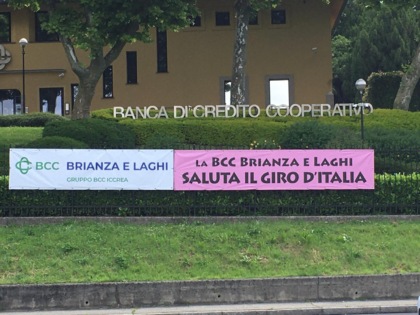 BANCA DI CREDITO COOPERATIVO
BCC BRIANZA E LAGHI
GRUPPO BCC ICCREA
LA BCC BRIANZA E LAGHI
SALUTA IL GIRO D'ITALIA